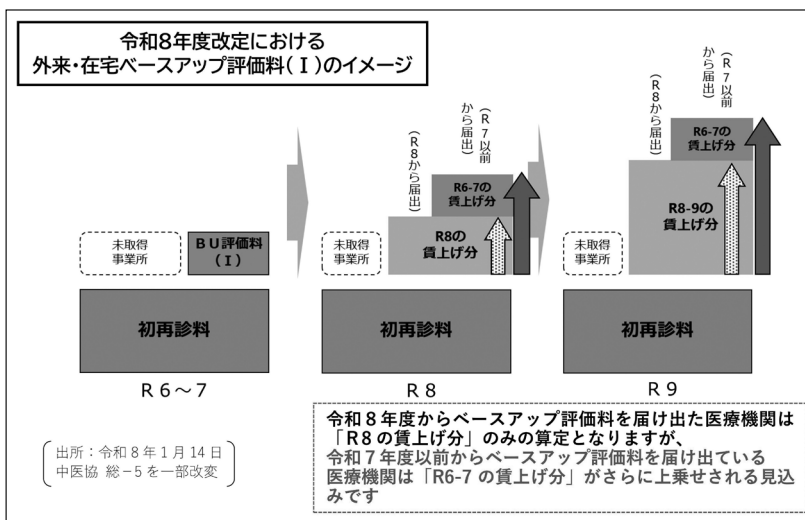 令和8年度改定における
外来・在宅ベースアップ評価料(Ⅰ)のイメージ
未取得
事業所
BU評価料
(Ⅰ)
初再診料
R6～7
(R8から届出)
(R7以前
から届出)
未取得
事業所
R8の
賃上げ分
R6-7の
賃上げ分
初再診料
R8
(R8から届出)
(R7以前
から届出)
未取得
事業所
R8-9の
賃上げ分
R6-7の
賃上げ分
初再診料
R9
出所：令和8年1月14日
中医協 総－5を一部改変
令和8年度からベースアップ評価料を届け出た医療機関は
「R8の賃上げ分」のみの算定となりますが、
令和7年度以前からベースアップ評価料を届け出ている
医療機関は「R6-7の賃上げ分」がさらに上乗せされる見込
みです